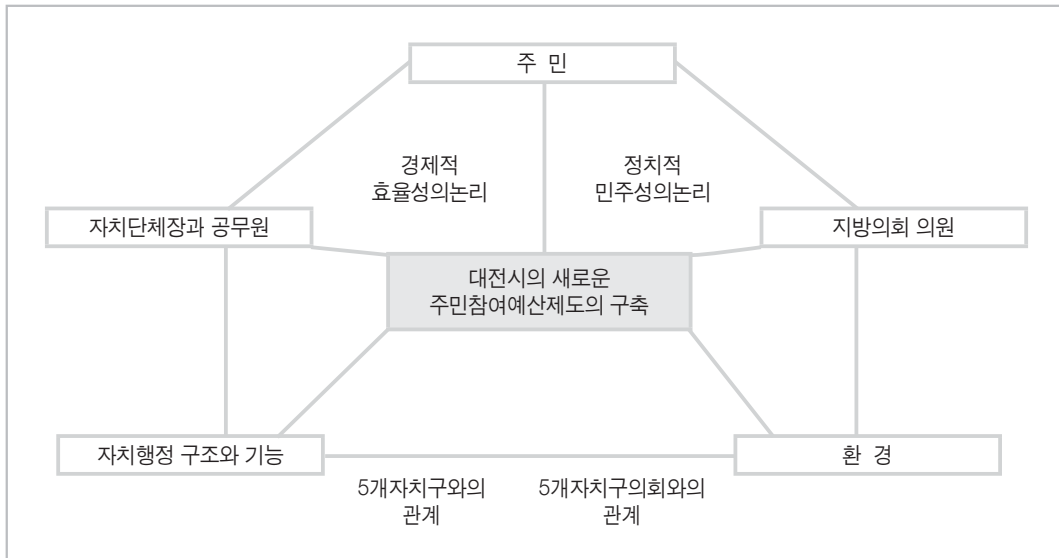 주 민
경제적
효율성의논리
정치적
민주성의논리
자치단체장과 공무원
지방의회 의원
대전시의 새로운
주민참여예산제도의 구축
자치행정 구조와 기능
환 경
5개자치구와의
관계
5개자치구의회와의
관계